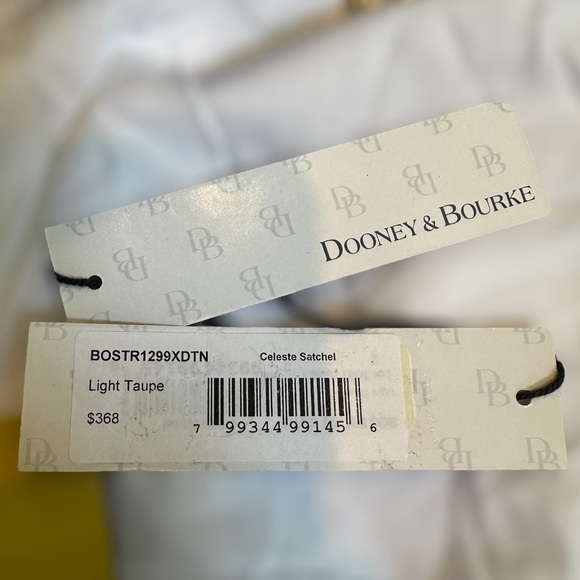 DOONEY & BOURKE
BOSTR1299XDTN Celeste Satchel
Light Taupe
$368
7 99344 99145 6